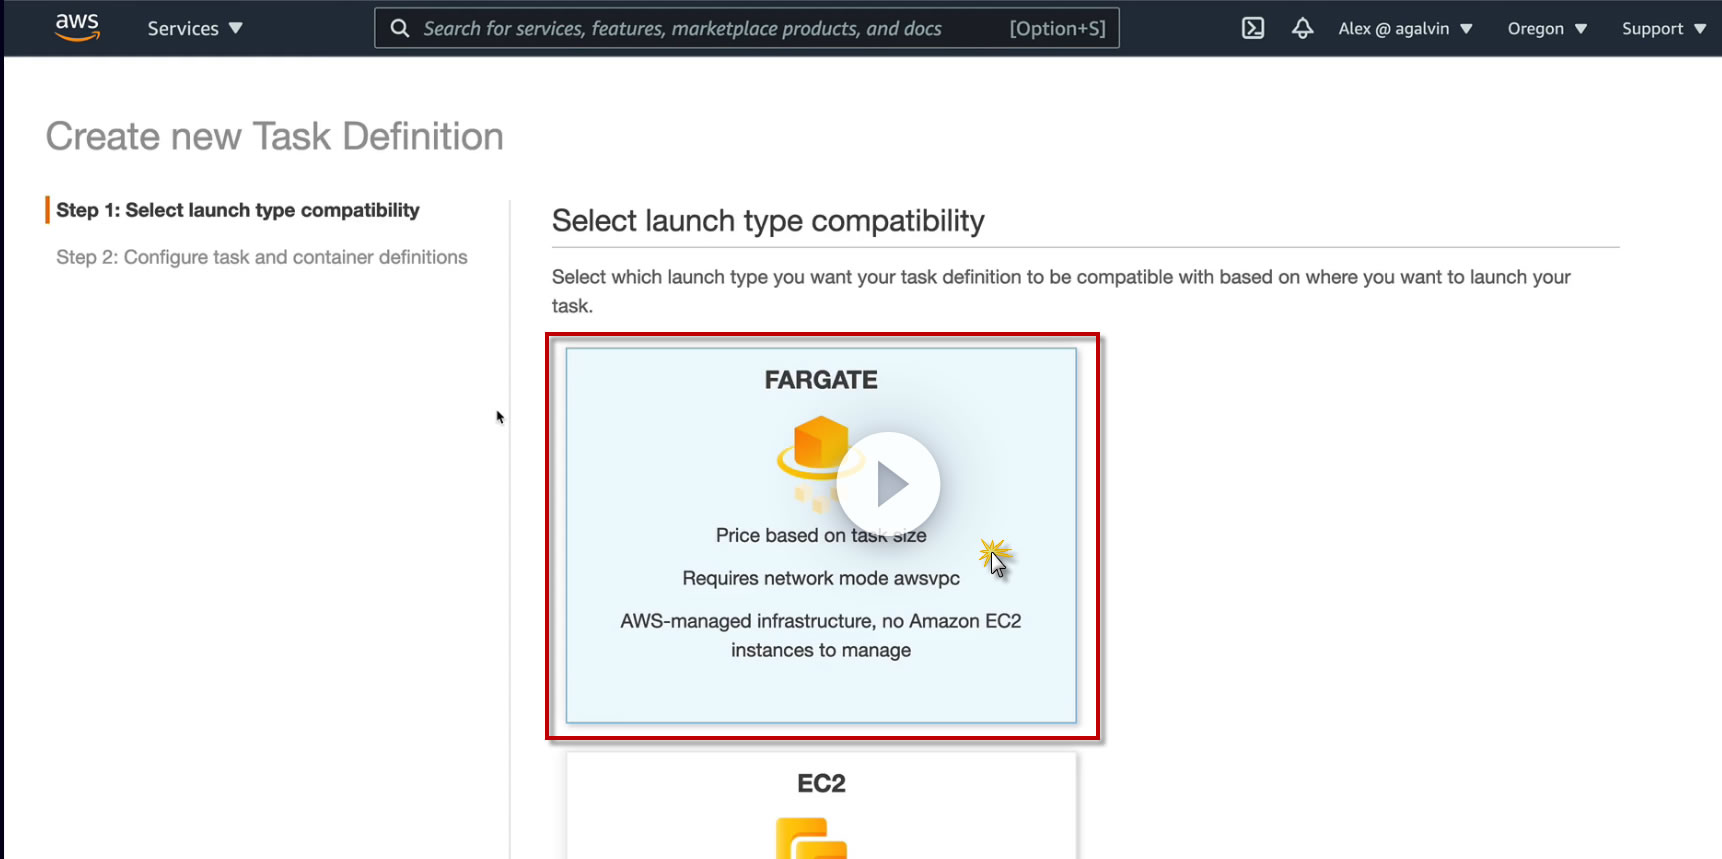 aws
Services
Search for services, features, marketplace products, and docs
[Option+S]
Alex @ agalvin
Oregon
Support
Create new Task Definition
Step 1: Select launch type compatibility
Step 2: Configure task and container definitions
Select launch type compatibility
Select which launch type you want your task definition to be compatible with based on where you want to launch your
task.
FARGATE
Price based on task size
Requires network mode awsvpc
AWS-managed infrastructure, no Amazon EC2
instances to manage
EC2